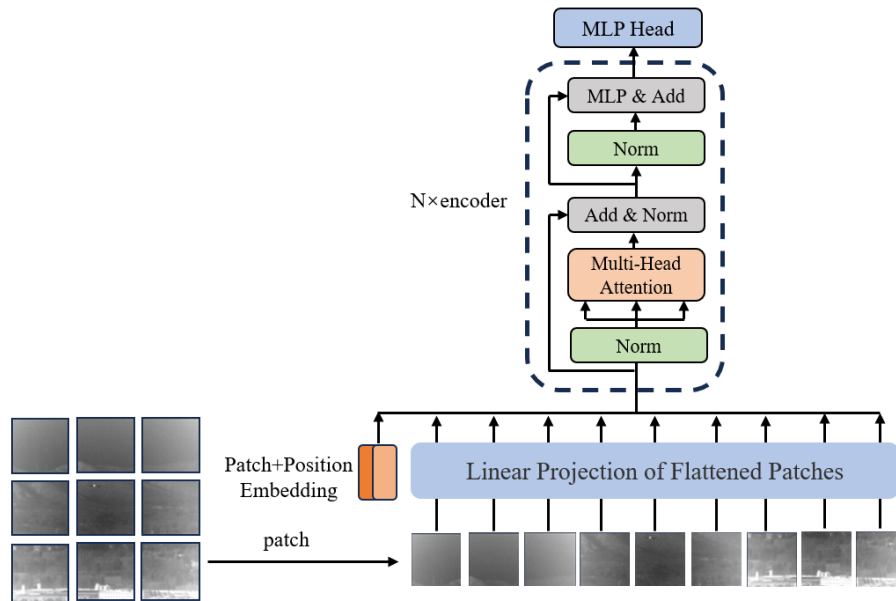 MLP Head
MLP & Add
Norm
N×encoder
Add & Norm
Multi-Head
Attention
Norm
Patch+Position
Embedding
Linear Projection of Flattened Patches
patch